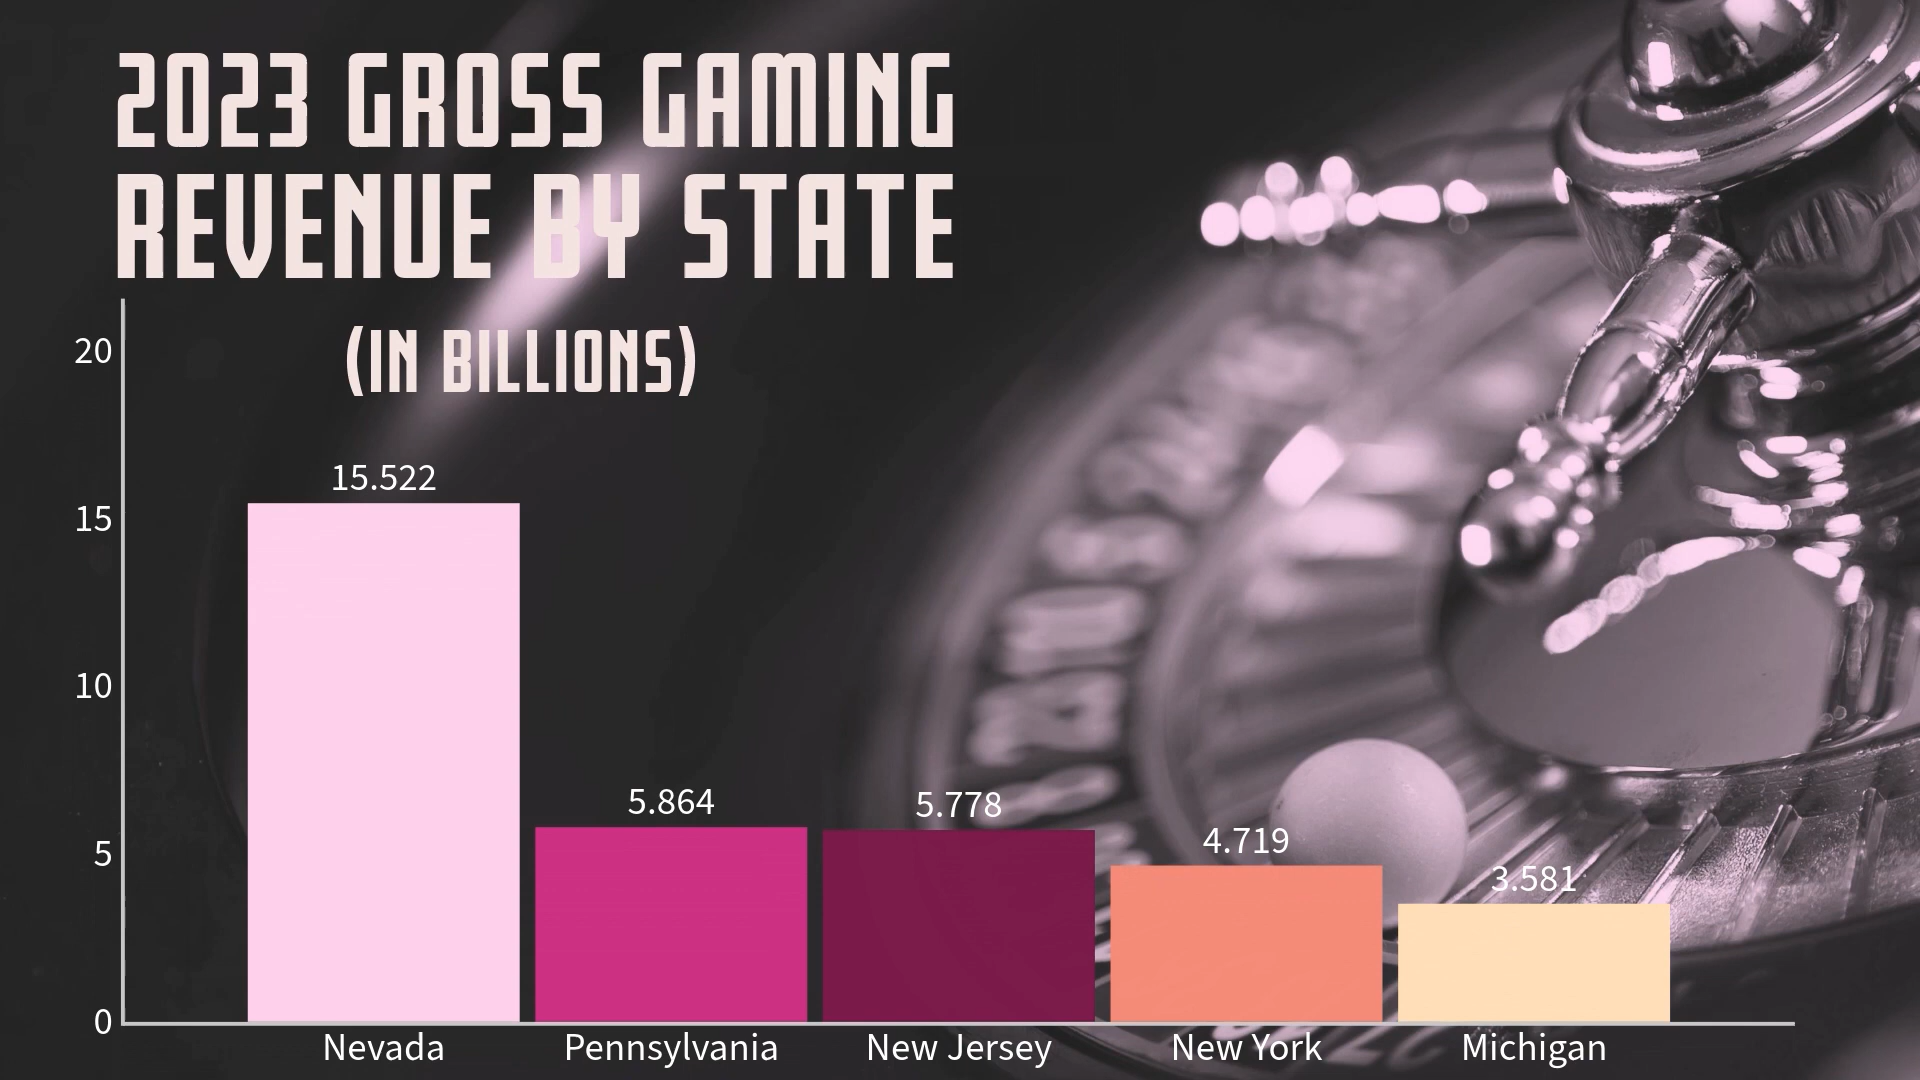 2023 GROSS GAMING
REVENUE BY STATE
(IN BILLIONS)
20
15
10
5
0
15.522
5.864
5.778
4.719
3.581
Nevada
Pennsylvania
New Jersey
New York
Michigan